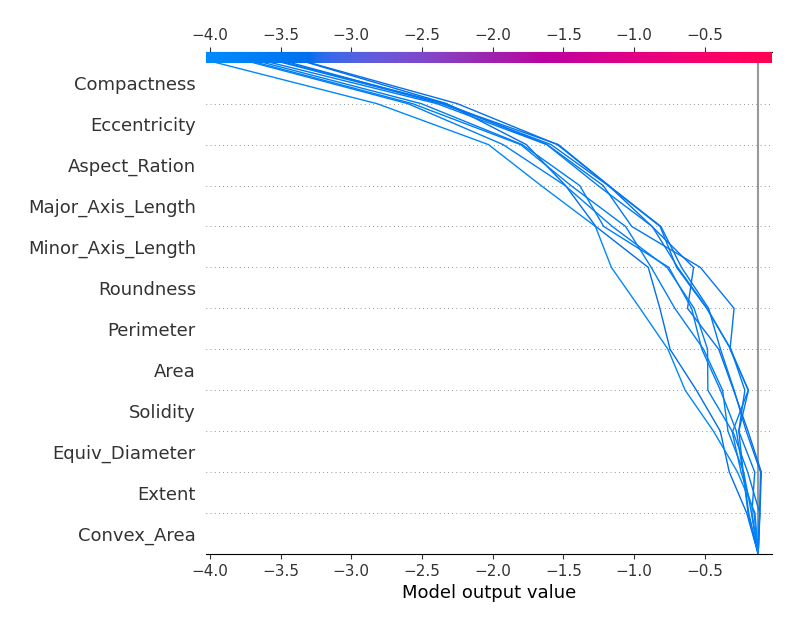 −4.0 −3.5 −3.0 −2.5 −2.0 −1.5 −1.0 −0.5
Compactness
Eccentricity
Aspect_Ration
Major_Axis_Length
Minor_Axis_Length
Roundness
Perimeter
Area
Solidity
Equiv_Diameter
Extent
Convex_Area
−4.0 −3.5 −3.0 −2.5 −2.0 −1.5 −1.0 −0.5
Model output value